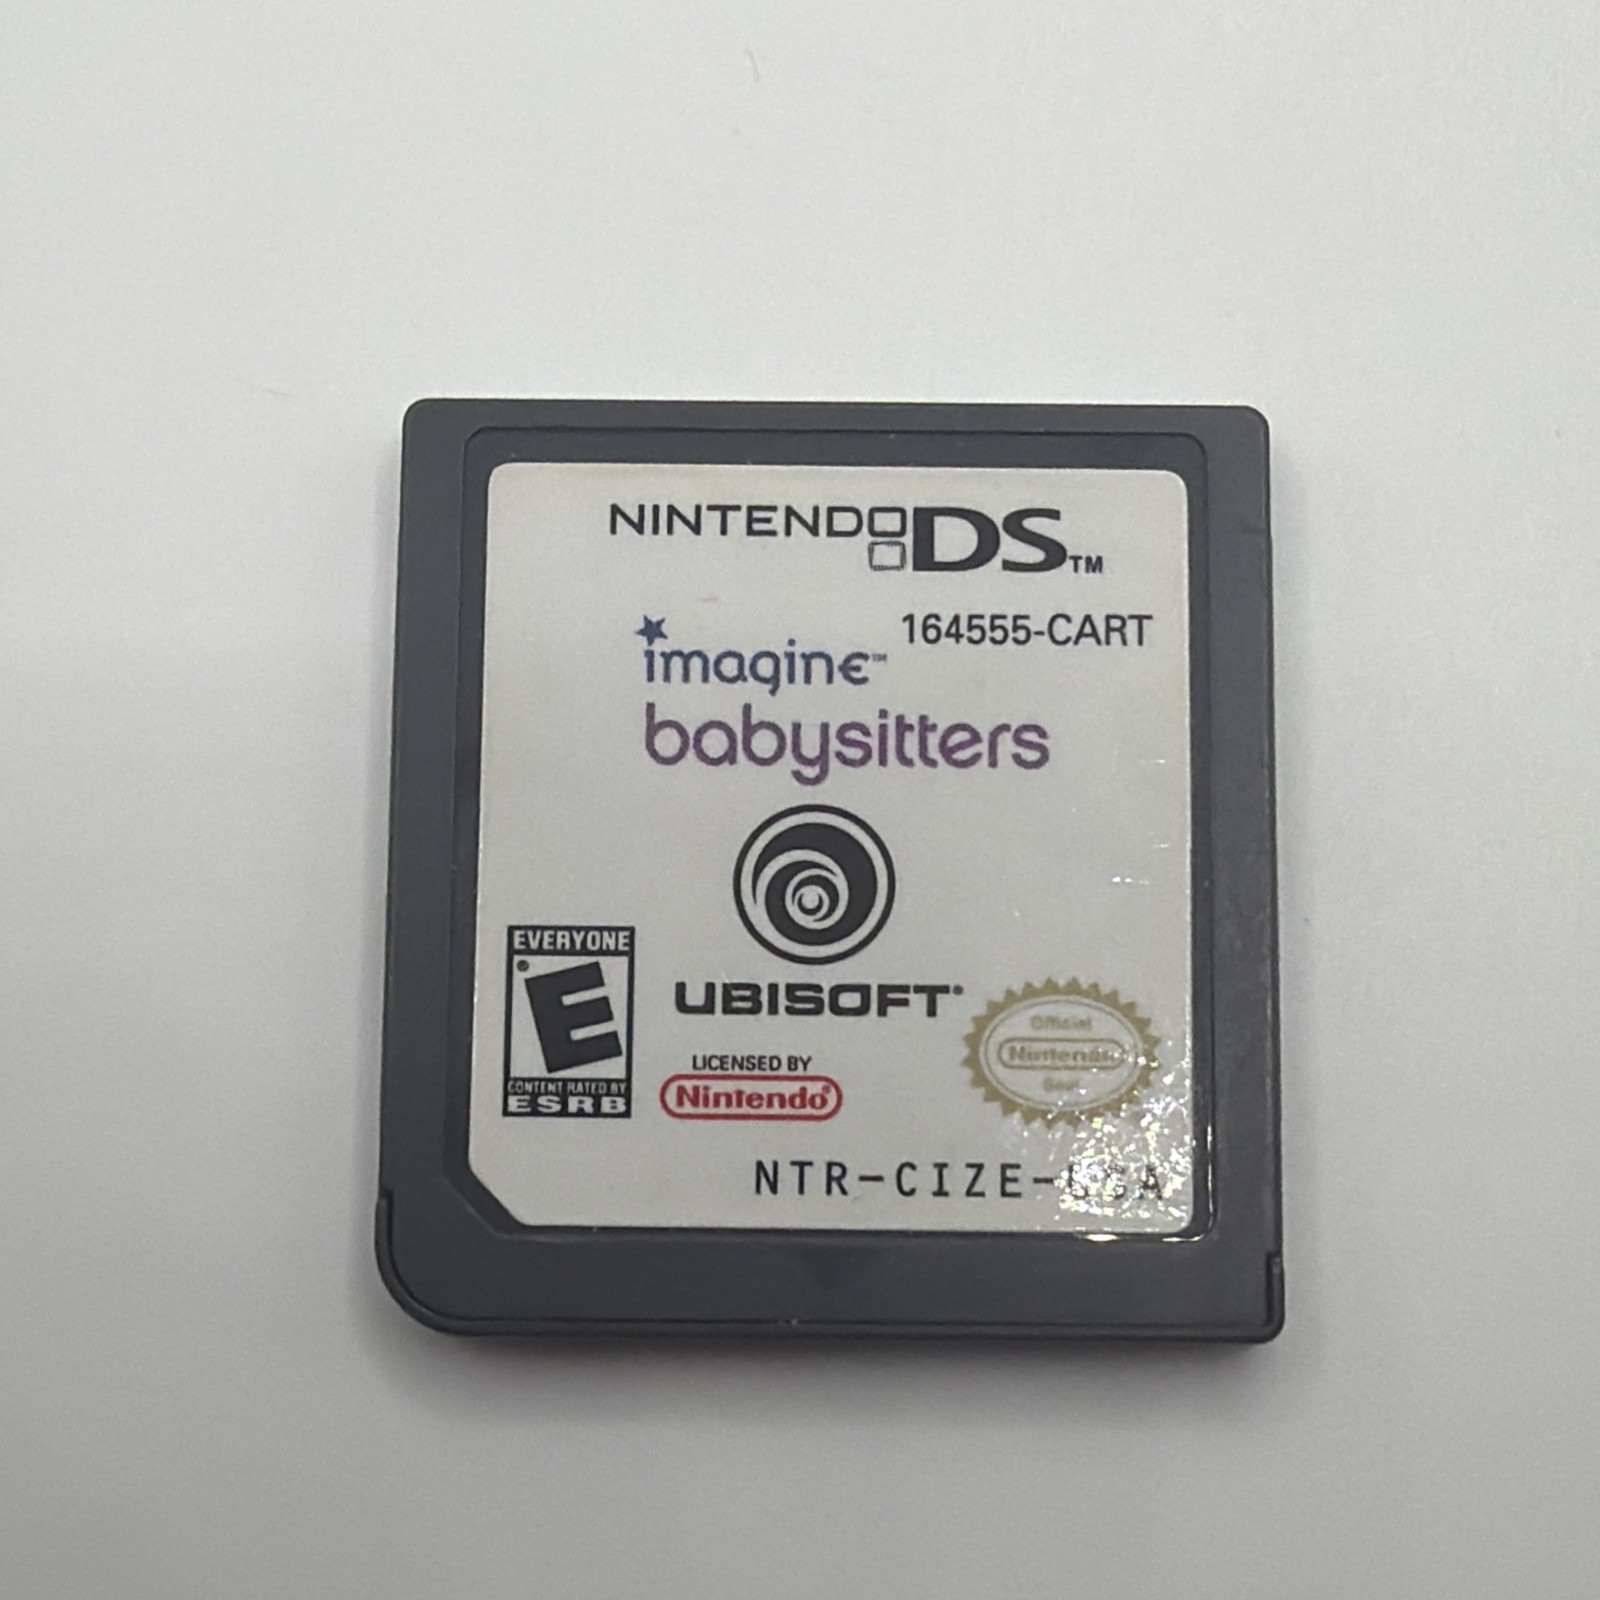 NINTENDO DS™
164555-CART
imagine™
babysitters
EVERYONE
E
CONTENT RATED BY
ESRB
UBISOFT®
LICENSED BY
Nintendo®
Official
Nintendo
Seal
NTR-CIZE-USA